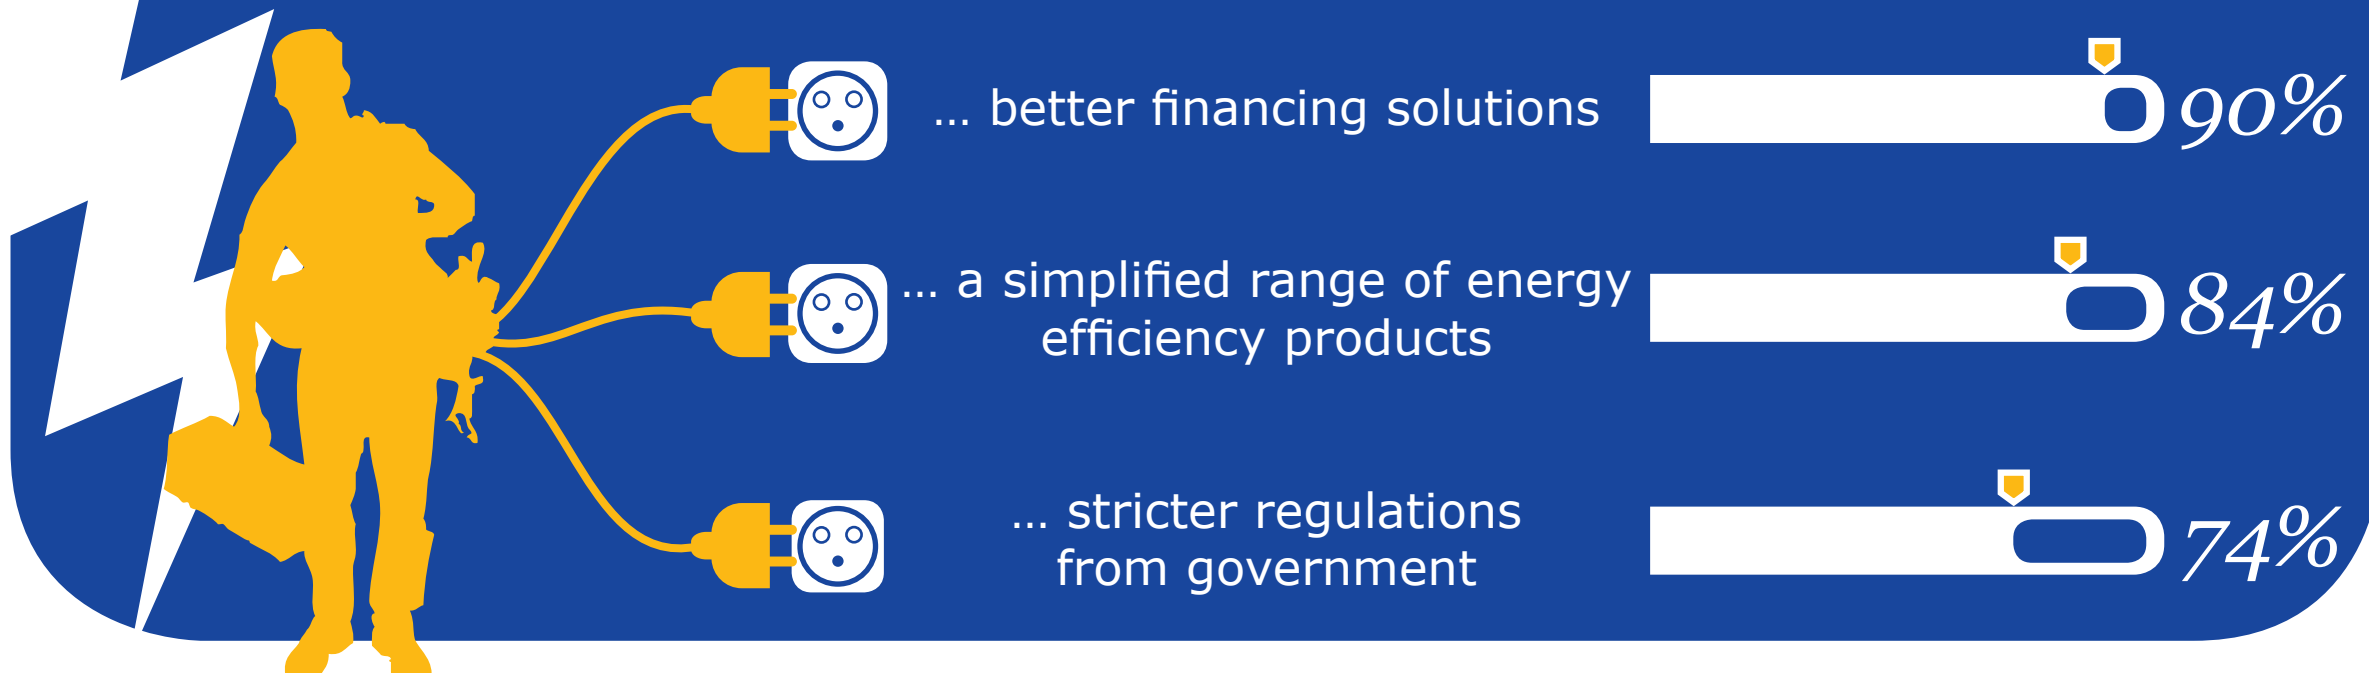 ... better financing solutions
90%
... a simplified range of energy
efficiency products
84%
... stricter regulations
from government
74%